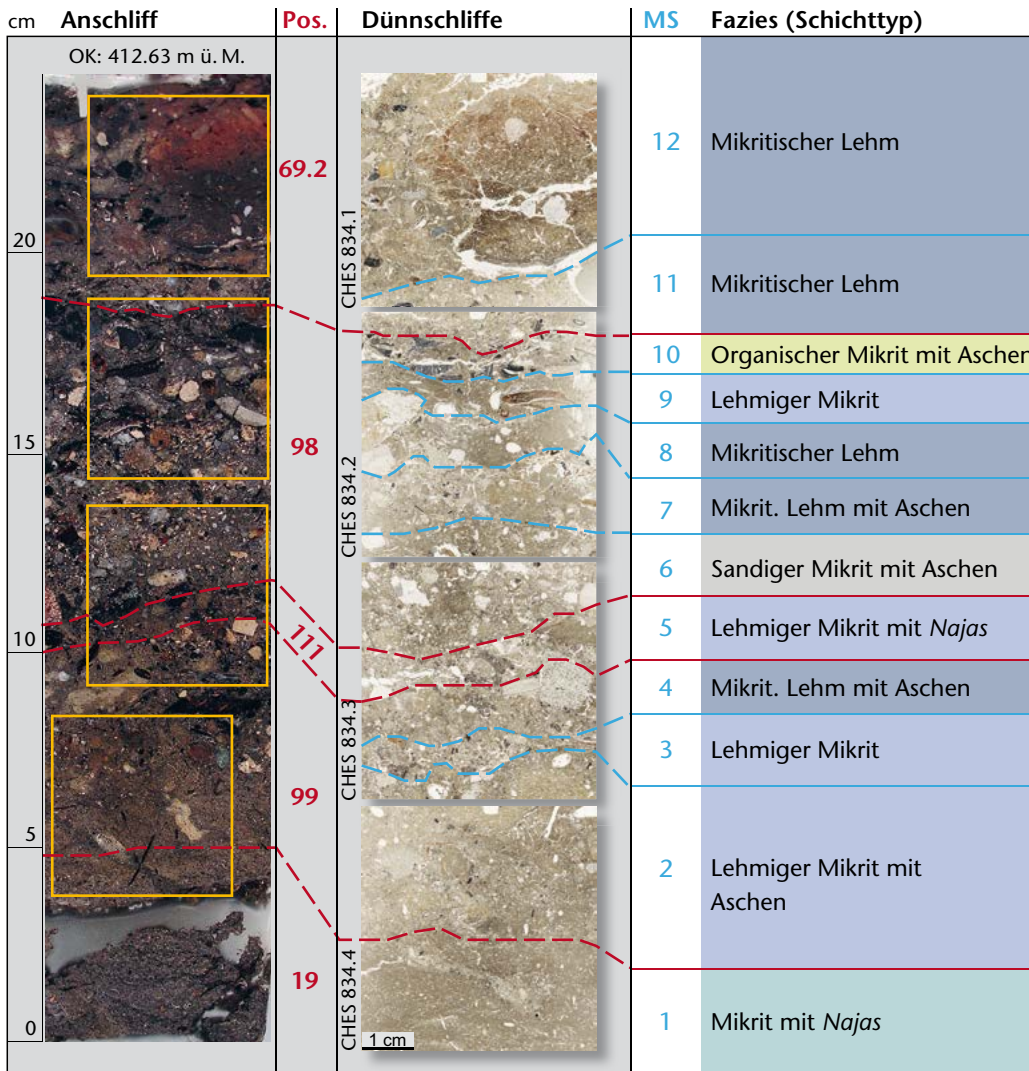 cm Anschliff Pos. Dünnschliffe MS Fazies (Schichttyp)
OK: 412.63 m ü. M.
12 Mikritischer Lehm
69.2
20
CHES 834.1
11 Mikritischer Lehm
10 Organischer Mikrit mit Aschen
9 Lehmiger Mikrit
15
98
8 Mikritischer Lehm
CHES 834.2
7 Mikrit. Lehm mit Aschen
6 Sandiger Mikrit mit Aschen
10
111
5 Lehmiger Mikrit mit Najas
4 Mikrit. Lehm mit Aschen
CHES 834.3
3 Lehmiger Mikrit
99
5
2 Lehmiger Mikrit mit
Aschen
19
CHES 834.4
1 Mikrit mit Najas
0
1 cm